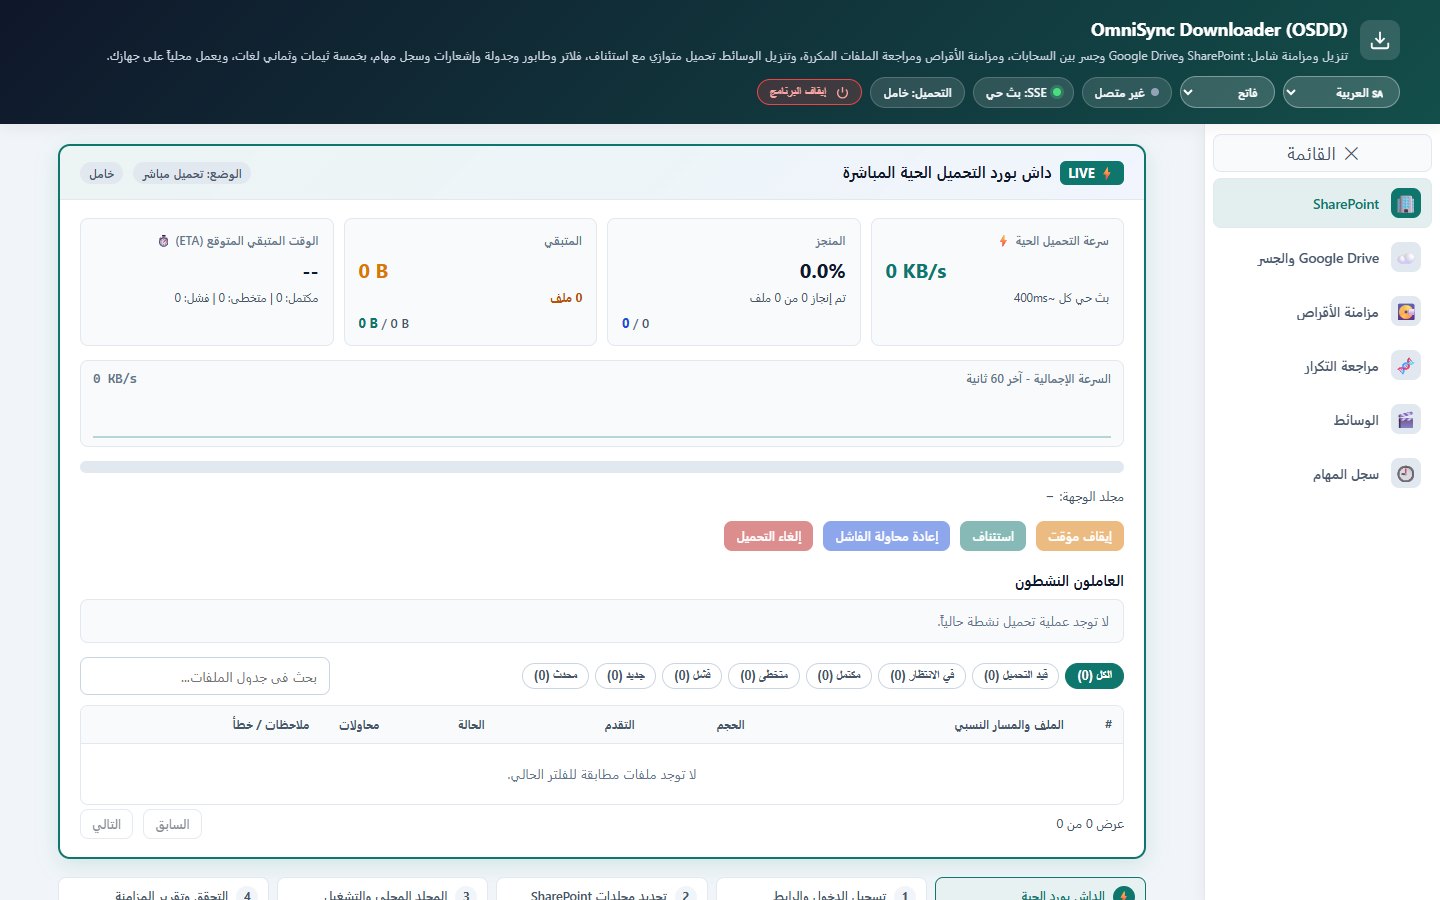 OmniSync Downloader (OSDD)
تنزيل ومزامنة شامل: SharePoint وGoogle Drive وجسر بين السحابات، ومزامنة الأقراص ومراجعة الملفات المكررة، وتنزيل الوسائط. تحميل متوازي مع استئناف، فلاتر وطابور وجدولة وإشعارات وسجل مهام، بخمسة ثيمات وثماني لغات، ويعمل محلياً على جهازك.
SA العربية
فاتح
غير متصل
SSE: بث حي
التحميل: خامل
إيقاف البرنامج
القائمة
SharePoint
Google Drive والجسر
مزامنة الأقراص
مراجعة التكرار
الوسائط
سجل المهام
LIVE
داش بورد التحميل الحية المباشرة
الوضع: تحميل مباشر
خامل
سرعة التحميل الحية
0 KB/s
بث حي كل ~400ms
المنجز
0.0%
تم إنجاز 0 من 0 ملف
0 / 0
المتبقي
0 B
0 ملف
0 B / 0 B
الوقت المتبقي المتوقع (ETA)
--
مكتمل: 0 | متخطى: 0 | فشل: 0
السرعة الإجمالية - آخر 60 ثانية
0 KB/s
مجلد الوجهة: –
إيقاف مؤقت
استئناف
إعادة محاولة الفاشل
إلغاء التحميل
العاملون النشطون
لا توجد عملية تحميل نشطة حالياً.
الكل (0)
قيد التحميل (0)
في الانتظار (0)
مكتمل (0)
متخطى (0)
فشل (0)
جديد (0)
محدث (0)
بحث في جدول الملفات...
#
الملف والمسار النسبي
الحجم
التقدم
الحالة
محاولات
ملاحظات / خطأ
لا توجد ملفات مطابقة للفلتر الحالي.
عرض 0 من 0
السابق
التالي
الداش بورد الحية
1 تسجيل الدخول والرابط
2 تحديد مجلدات SharePoint
3 المجلد المحلي والتشغيل
4 التحقق وتقرير المزامنة